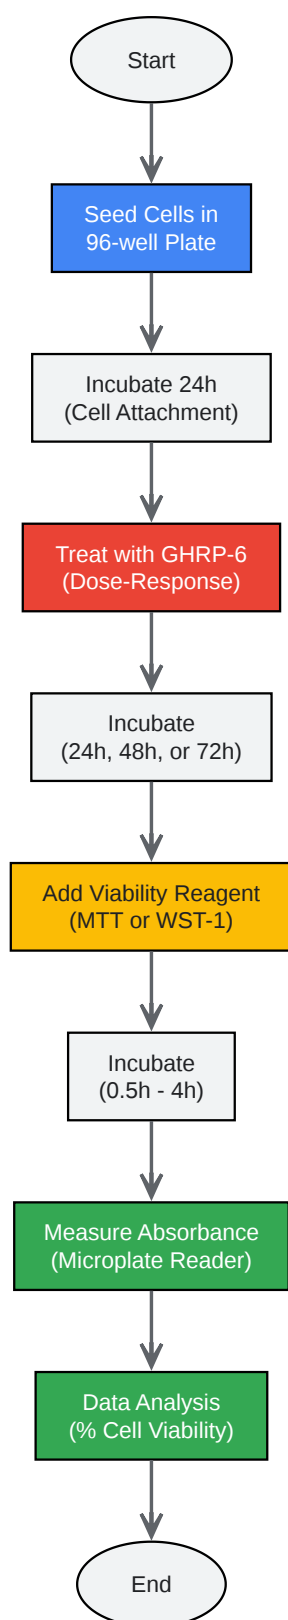 Start
Seed Cells in
96-well Plate
Incubate 24h
(Cell Attachment)
Treat with GHRP-6
(Dose-Response)
Incubate
(24h, 48h, or 72h)
Add Viability Reagent
(MTT or WST-1)
Incubate
(0.5h - 4h)
Measure Absorbance
(Microplate Reader)
Data Analysis
(% Cell Viability)
End